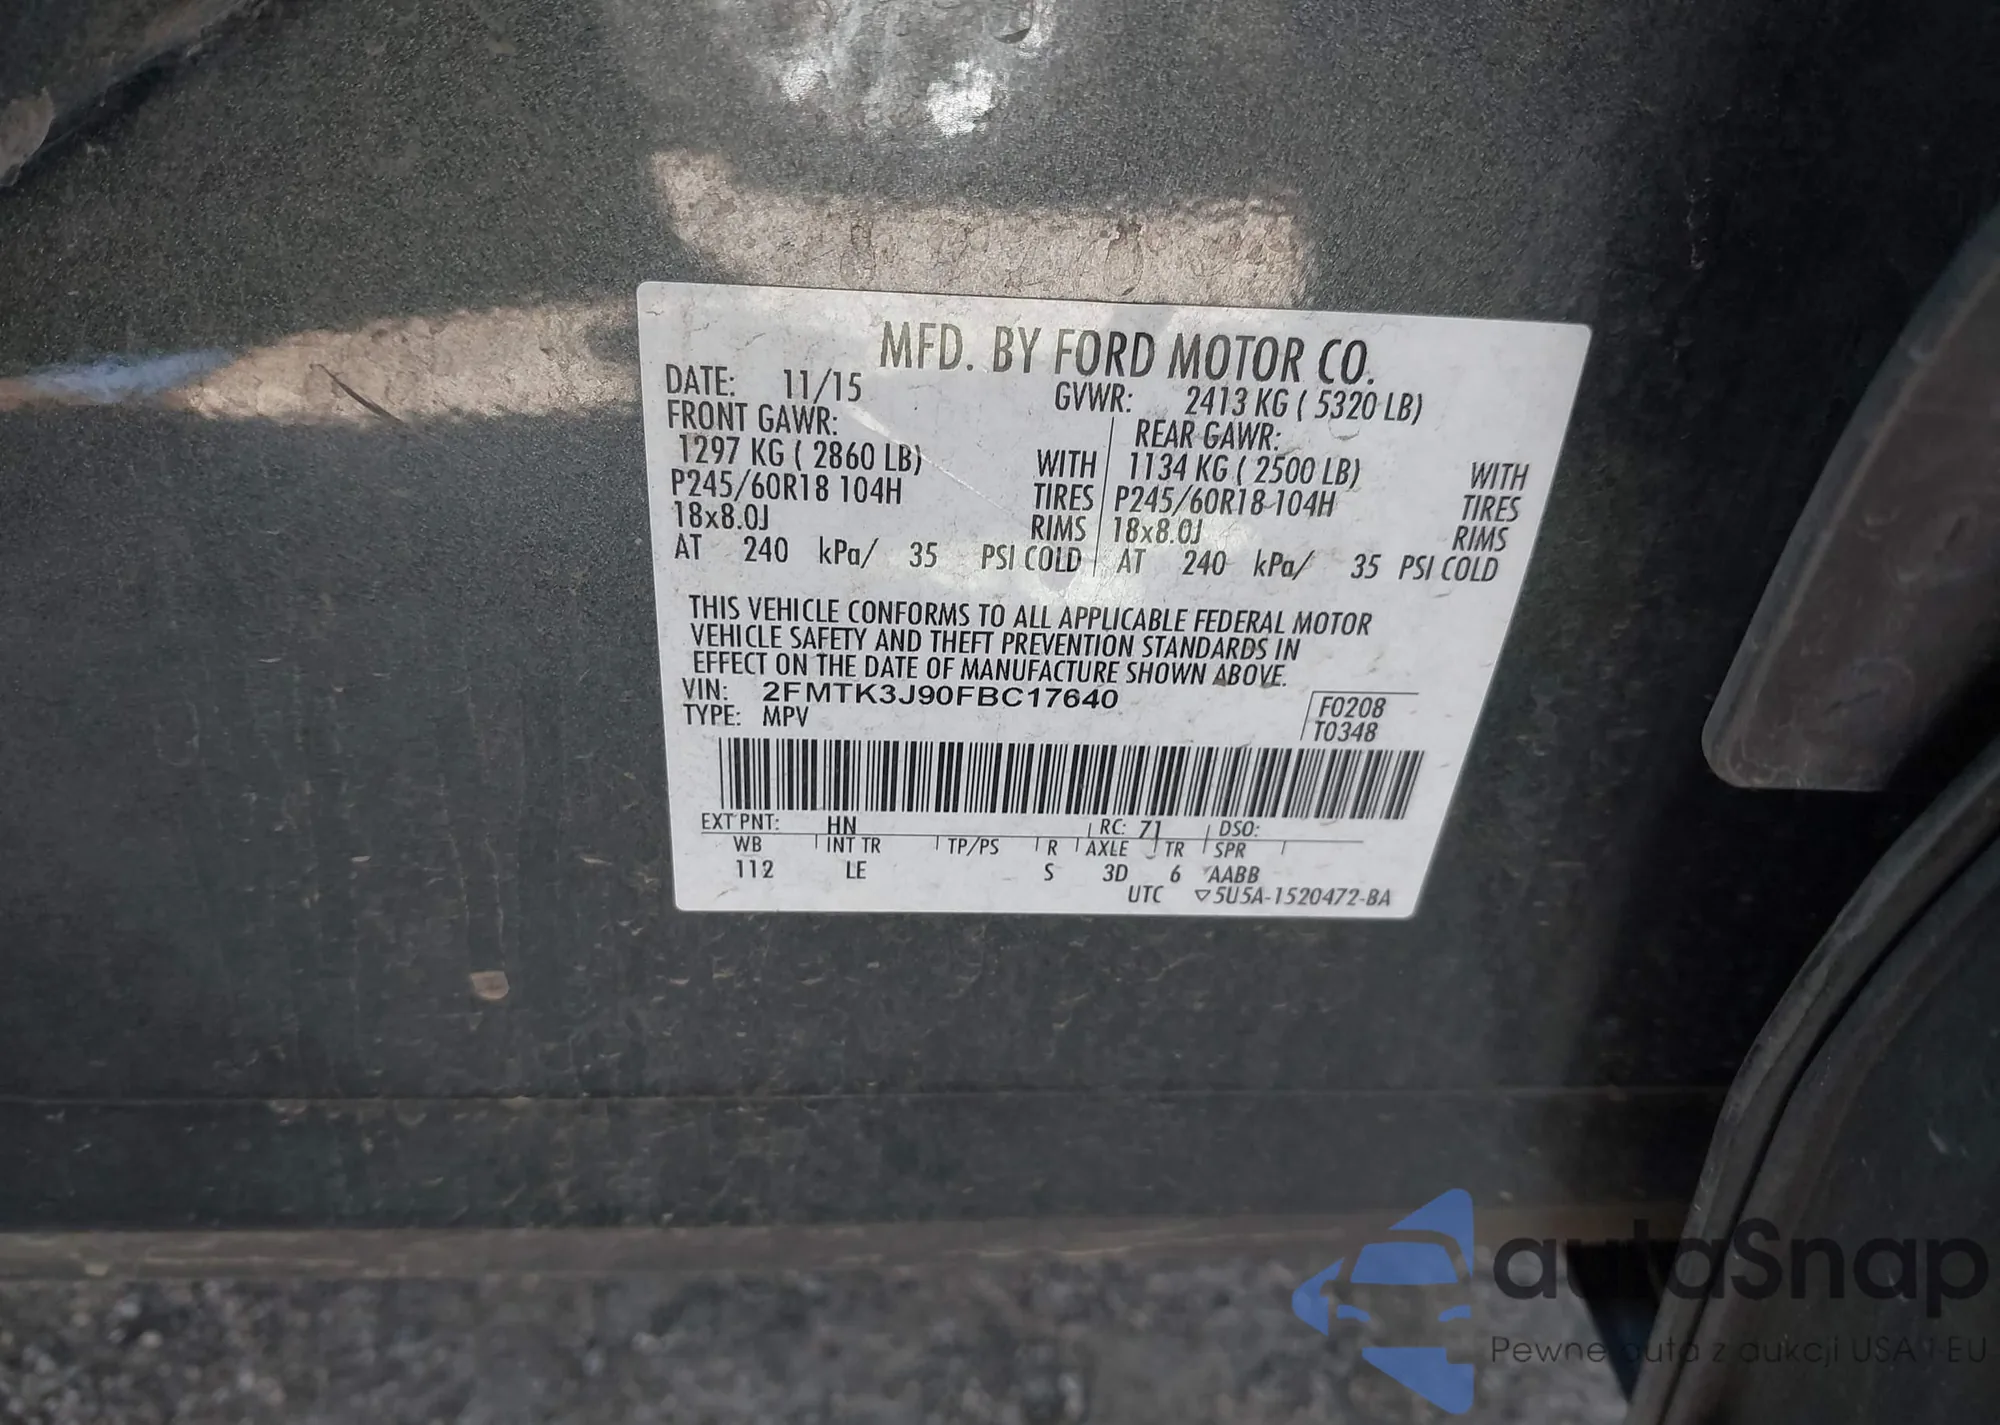 MFD. BY FORD MOTOR CO.
DATE: 11/15 GVWR: 2413 KG ( 5320 LB)
FRONT GAWR: REAR GAWR:
1297 KG ( 2860 LB) WITH 1134 KG ( 2500 LB) WITH
P245/60R18 104H TIRES P245/60R18 104H TIRES
18x8.0J RIMS 18x8.0J RIMS
AT 240 kPa/ 35 PSI COLD AT 240 kPa/ 35 PSI COLD
THIS VEHICLE CONFORMS TO ALL APPLICABLE FEDERAL MOTOR
VEHICLE SAFETY AND THEFT PREVENTION STANDARDS IN
EFFECT ON THE DATE OF MANUFACTURE SHOWN ABOVE.
VIN: 2FMTK3J90FBC17640
TYPE: MPV
F0208
T0348
EXT PNT: HN RC: 71 DSO:
WB INT TR TP/PS R AXLE TR SPR
112 LE S 3D 6 AABB
UTC ▽5U5A-1520472-BA
autoSnap
Pewne auta z aukcji USA i EU